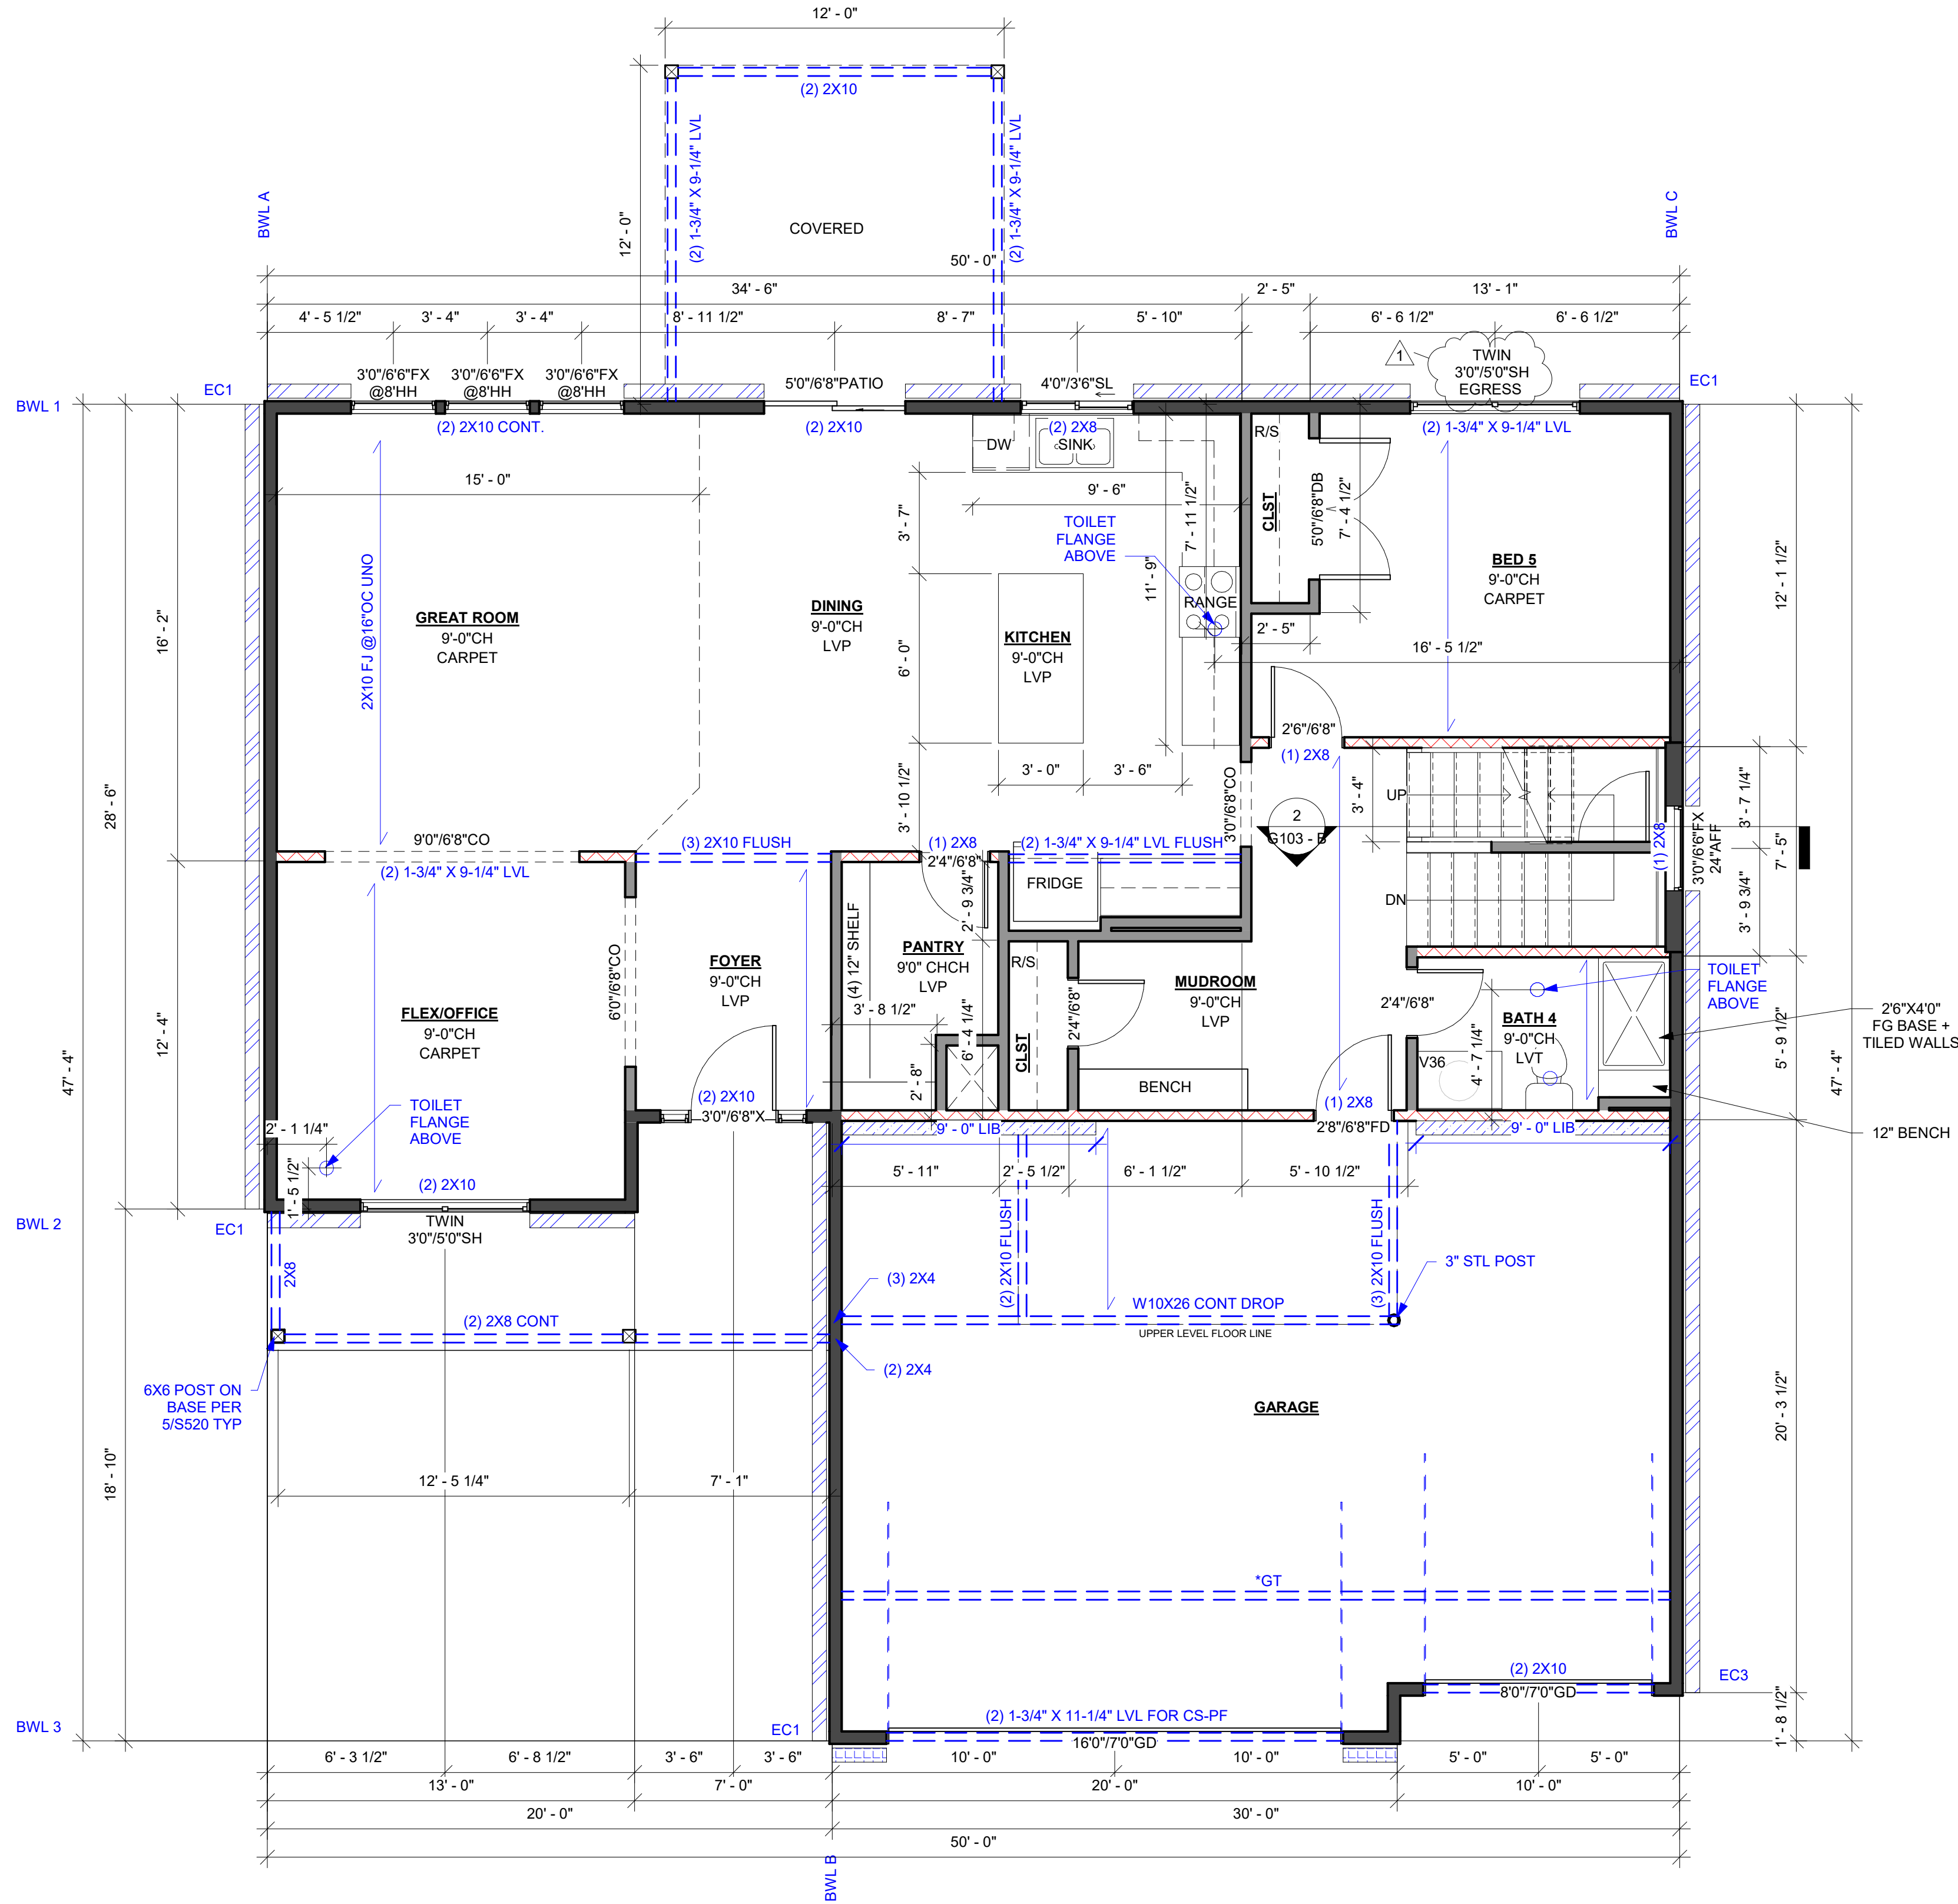 12' - 0"
(2) 2X10
(2) 1-3/4" X 9-1/4" LVL
(2) 1-3/4" X 9-1/4" LVL
12' - 0"
COVERED
BWL A
BWL C
50' - 0"
34' - 6"
2' - 5"
13' - 1"
4' - 5 1/2"
3' - 4"
3' - 4"
8' - 11 1/2"
8' - 7"
5' - 10"
6' - 6 1/2"
6' - 6 1/2"
EC1
3'0"/6'6"FX
@8'HH
3'0"/6'6"FX
@8'HH
3'0"/6'6"FX
@8'HH
5'0"/6'8"PATIO
4'0"/3'6"SL
1
TWIN
3'0"/5'0"SH
EGRESS
EC1
BWL 1
(2) 2X10 CONT.
(2) 2X10
DW
(2) 2X8
SINK
R/S
(2) 1-3/4" X 9-1/4" LVL
15' - 0"
9' - 6"
3' - 7"
TOILET
FLANGE
ABOVE
7' - 11 1/2"
11' - 9"
CLST
5'0"/6'8"DB
7' - 4 1/2"
2X10 FJ @16"OC UNO
GREAT ROOM
9'-0"CH
CARPET
DINING
9'-0"CH
LVP
KITCHEN
9'-0"CH
LVP
6' - 0"
RANGE
2' - 5"
BED 5
9'-0"CH
CARPET
16' - 5 1/2"
12' - 1 1/2"
16' - 2"
28' - 6"
47' - 4"
2'6"/6'8"
(1) 2X8
3' - 0"
3' - 6"
3' - 10 1/2"
3'0"/6'8"CO
2
G103 - B
3' - 4"
UP
DN
(1) 2X8
3'0"/6'6"FX
24"AFF
3' - 7 1/4"
7' - 5"
3' - 9 3/4"
9'0"/6'8"CO
(2) 1-3/4" X 9-1/4" LVL
(3) 2X10 FLUSH
(1) 2X8
2'4"/6'8"
(2) 1-3/4" X 9-1/4" LVL FLUSH
FRIDGE
2' - 9 3/4"
(4) 12" SHELF
PANTRY
9'0" CHCH
LVP
3' - 8 1/2"
6' - 4 1/4"
2' - 8"
R/S
CLST
2'4"/6'8"
MUDROOM
9'-0"CH
LVP
BENCH
6'0"/6'8"CO
FOYER
9'-0"CH
LVP
FLEX/OFFICE
9'-0"CH
CARPET
12' - 4"
2'4"/6'8"
BATH 4
9'-0"CH
LVT
V36
4' - 7 1/4"
TOILET
FLANGE
ABOVE
5' - 9 1/2"
47' - 4"
2'6"X4'0"
FG BASE +
TILED WALLS
12" BENCH
(2) 2X10
3'0"/6'8"X
TOILET
FLANGE
ABOVE
2' - 1 1/4"
1' - 5 1/2"
(1) 2X8
2'8"/6'8"FD
9' - 0" LIB
9' - 0" LIB
5' - 11"
2' - 5 1/2"
6' - 1 1/2"
5' - 10 1/2"
BWL 2
EC1
(2) 2X10
TWIN
3'0"/5'0"SH
2X8
(2) 2X8 CONT
(3) 2X4
(2) 2X4
(2) 2X10 FLUSH
(3) 2X10 FLUSH
3" STL POST
W10X26 CONT DROP
UPPER LEVEL FLOOR LINE
6X6 POST ON
BASE PER
5/S520 TYP
GARAGE
20' - 3 1/2"
18' - 10"
12' - 5 1/4"
7' - 1"
*GT
(2) 2X10
8'0"/7'0"GD
EC3
1' - 8 1/2"
BWL 3
EC1
(2) 1-3/4" X 11-1/4" LVL FOR CS-PF
16'0"/7'0"GD
6' - 3 1/2"
6' - 8 1/2"
3' - 6"
3' - 6"
10' - 0"
10' - 0"
5' - 0"
5' - 0"
13' - 0"
7' - 0"
20' - 0"
10' - 0"
20' - 0"
30' - 0"
50' - 0"
BWL B